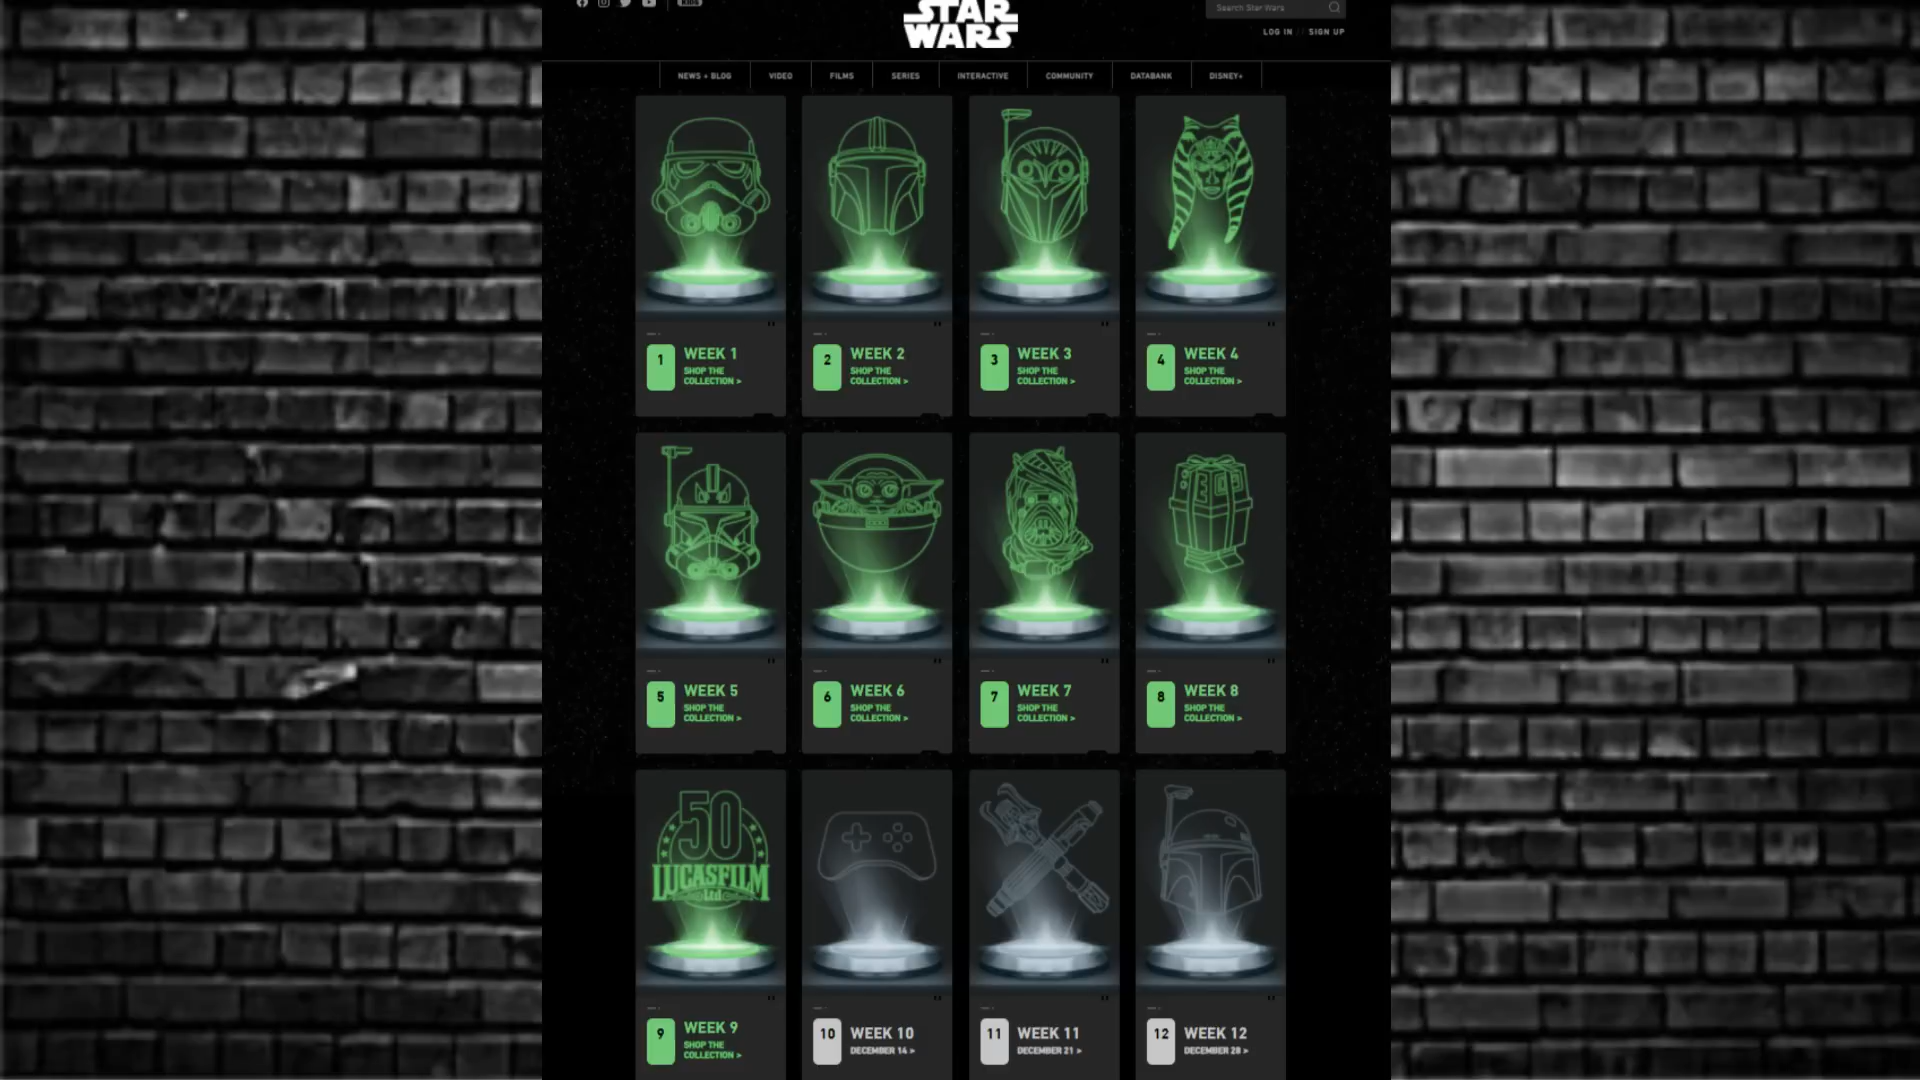 STAR
WARS
KIDS
Search Star Wars
LOG IN
SIGN UP
NEWS + BLOG
VIDEO
FILMS
SERIES
INTERACTIVE
COMMUNITY
DATABANK
DISNEY+
1
WEEK 1
SHOP THE
COLLECTION >
2
WEEK 2
SHOP THE
COLLECTION >
3
WEEK 3
SHOP THE
COLLECTION >
4
WEEK 4
SHOP THE
COLLECTION >
5
WEEK 5
SHOP THE
COLLECTION >
6
WEEK 6
SHOP THE
COLLECTION >
7
WEEK 7
SHOP THE
COLLECTION >
8
WEEK 8
SHOP THE
COLLECTION >
50
LUCASFILM
Ltd
9
WEEK 9
SHOP THE
COLLECTION >
10
WEEK 10
DECEMBER 14 >
11
WEEK 11
DECEMBER 21 >
12
WEEK 12
DECEMBER 28 >